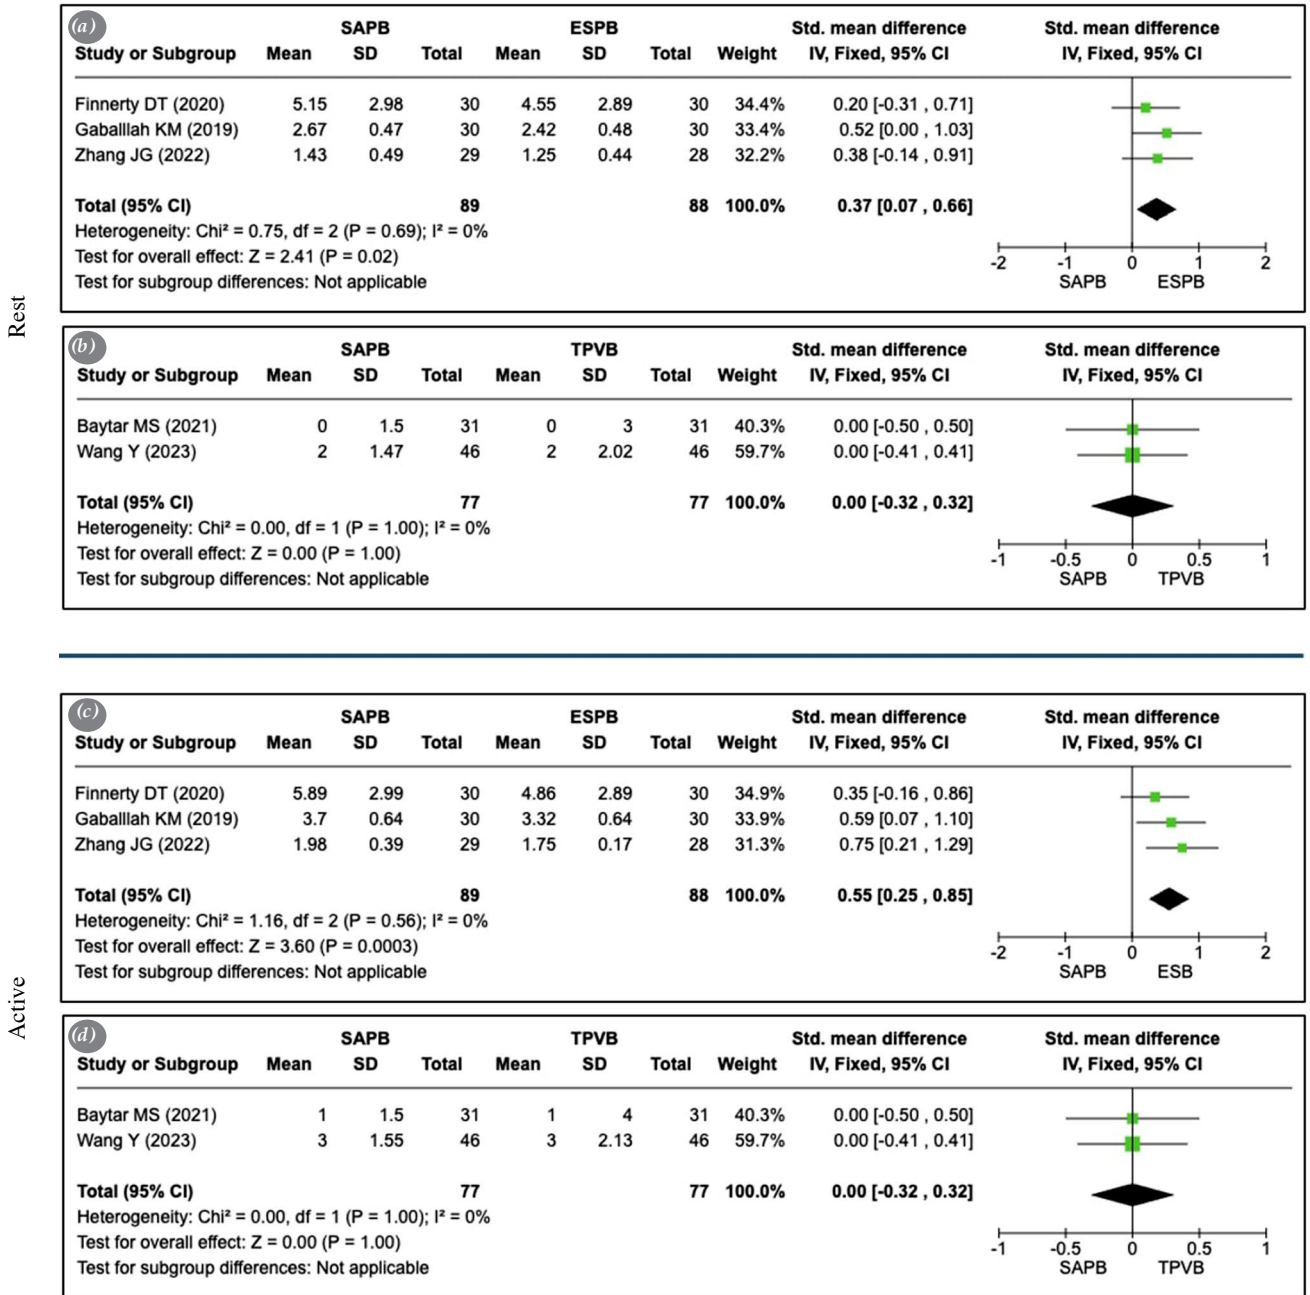 Rest
(a)
SAPB ESPB Std. mean difference Std. mean difference
Study or Subgroup Mean SD Total Mean SD Total Weight IV, Fixed, 95% CI IV, Fixed, 95% CI
Finnerty DT (2020) 5.15 2.98 30 4.55 2.89 30 34.4% 0.20 [-0.31 , 0.71]
Gaballlah KM (2019) 2.67 0.47 30 2.42 0.48 30 33.4% 0.52 [0.00 , 1.03]
Zhang JG (2022) 1.43 0.49 29 1.25 0.44 28 32.2% 0.38 [-0.14 , 0.91]
Total (95% CI) 89 88 100.0% 0.37 [0.07 , 0.66]
Heterogeneity: Chi² = 0.75, df = 2 (P = 0.69); I² = 0%
Test for overall effect: Z = 2.41 (P = 0.02)
Test for subgroup differences: Not applicable
-2 -1 0 1 2
SAPB ESPB
(b)
SAPB TPVB Std. mean difference Std. mean difference
Study or Subgroup Mean SD Total Mean SD Total Weight IV, Fixed, 95% CI IV, Fixed, 95% CI
Baytar MS (2021) 0 1.5 31 0 3 31 40.3% 0.00 [-0.50 , 0.50]
Wang Y (2023) 2 1.47 46 2 2.02 46 59.7% 0.00 [-0.41 , 0.41]
Total (95% CI) 77 77 100.0% 0.00 [-0.32 , 0.32]
Heterogeneity: Chi² = 0.00, df = 1 (P = 1.00); I² = 0%
Test for overall effect: Z = 0.00 (P = 1.00)
Test for subgroup differences: Not applicable
-1 -0.5 0 0.5 1
SAPB TPVB
Active
(c)
SAPB ESPB Std. mean difference Std. mean difference
Study or Subgroup Mean SD Total Mean SD Total Weight IV, Fixed, 95% CI IV, Fixed, 95% CI
Finnerty DT (2020) 5.89 2.99 30 4.86 2.89 30 34.9% 0.35 [-0.16 , 0.86]
Gaballlah KM (2019) 3.7 0.64 30 3.32 0.64 30 33.9% 0.59 [0.07 , 1.10]
Zhang JG (2022) 1.98 0.39 29 1.75 0.17 28 31.3% 0.75 [0.21 , 1.29]
Total (95% CI) 89 88 100.0% 0.55 [0.25 , 0.85]
Heterogeneity: Chi² = 1.16, df = 2 (P = 0.56); I² = 0%
Test for overall effect: Z = 3.60 (P = 0.0003)
Test for subgroup differences: Not applicable
-2 -1 0 1 2
SAPB ESB
(d)
SAPB TPVB Std. mean difference Std. mean difference
Study or Subgroup Mean SD Total Mean SD Total Weight IV, Fixed, 95% CI IV, Fixed, 95% CI
Baytar MS (2021) 1 1.5 31 1 4 31 40.3% 0.00 [-0.50 , 0.50]
Wang Y (2023) 3 1.55 46 3 2.13 46 59.7% 0.00 [-0.41 , 0.41]
Total (95% CI) 77 77 100.0% 0.00 [-0.32 , 0.32]
Heterogeneity: Chi² = 0.00, df = 1 (P = 1.00); I² = 0%
Test for overall effect: Z = 0.00 (P = 1.00)
Test for subgroup differences: Not applicable
-1 -0.5 0 0.5 1
SAPB TPVB